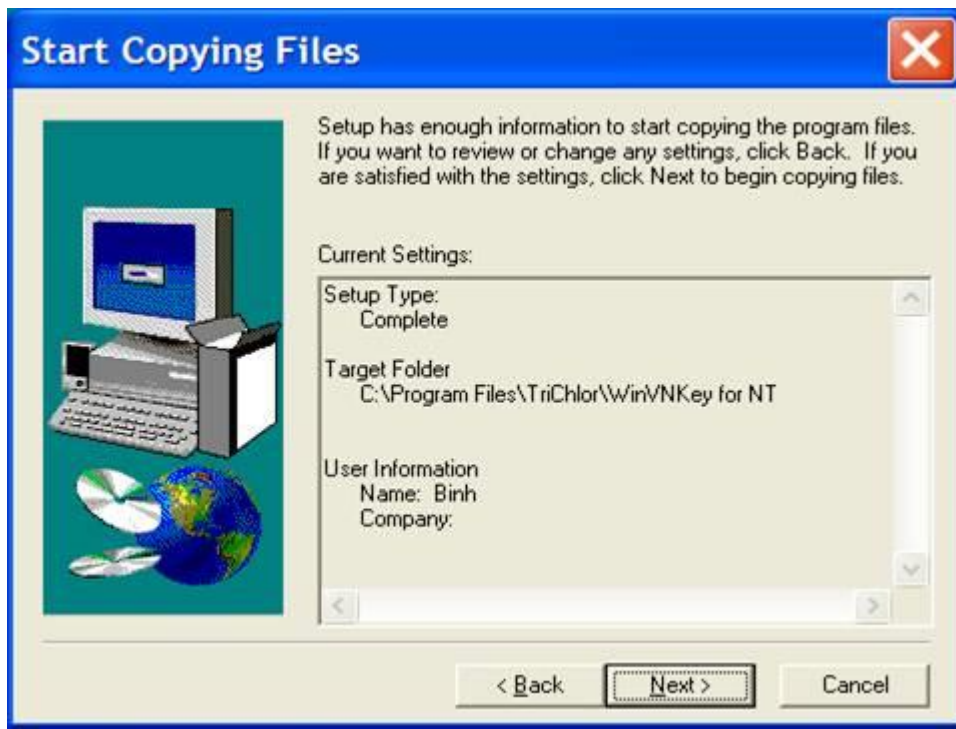 Start Copying Files
Setup has enough information to start copying the program files.
If you want to review or change any settings, click Back.  If you
are satisfied with the settings, click Next to begin copying files.
Current Settings:
Setup Type:
Complete
Target Folder
C:\Program Files\TriChlor\WinVNKey for NT
User Information
Name:  Binh
Company:
< Back
Next >
Cancel